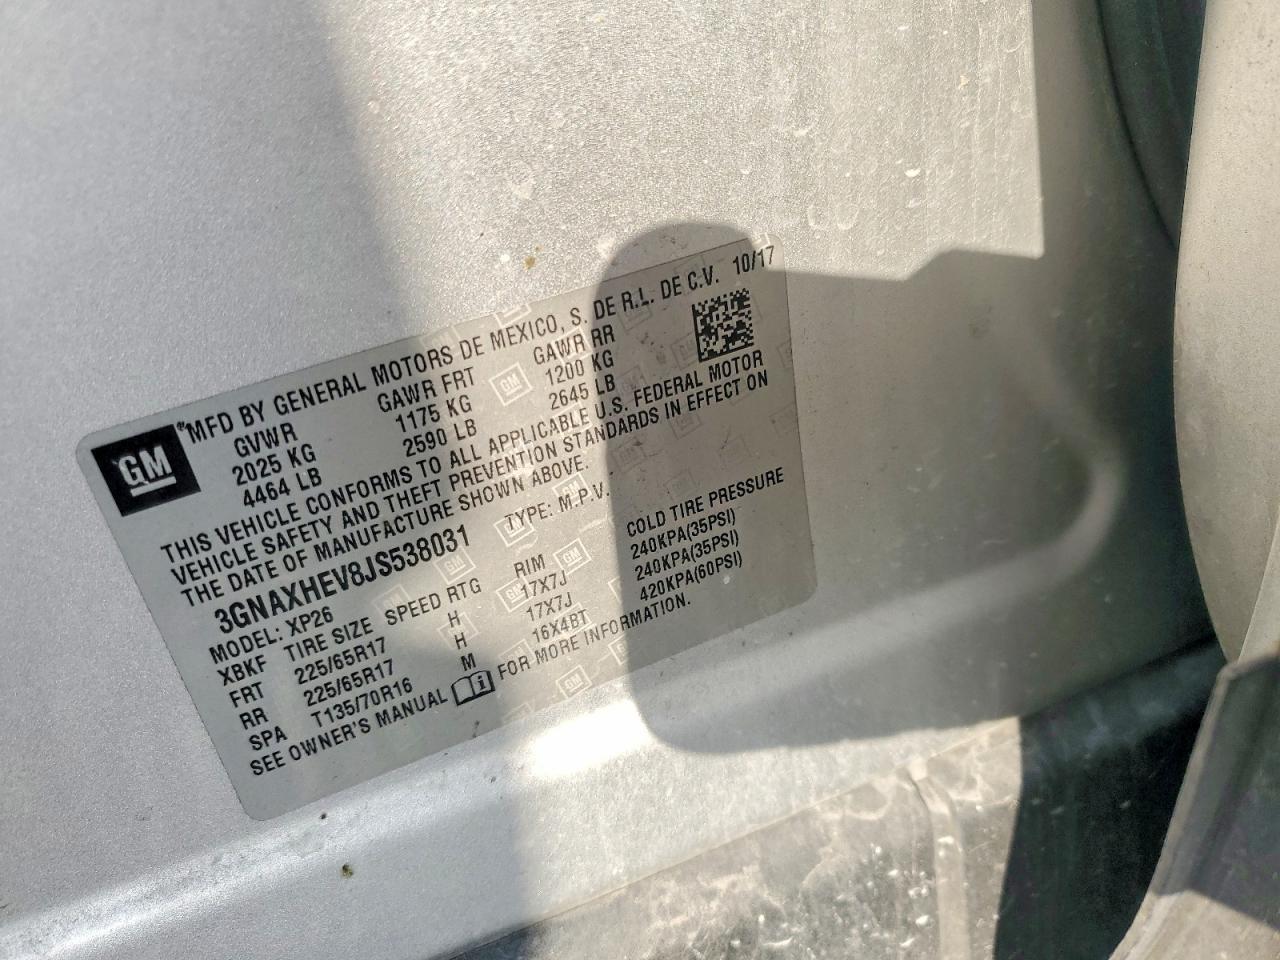 GM
®MFD BY GENERAL MOTORS DE MEXICO, S. DE R.L. DE C.V. 10/17
GVWR GAWR FRT GAWR RR
2025 KG 1175 KG 1200 KG
4464 LB 2590 LB 2645 LB
THIS VEHICLE CONFORMS TO ALL APPLICABLE U.S. FEDERAL MOTOR
VEHICLE SAFETY AND THEFT PREVENTION STANDARDS IN EFFECT ON
THE DATE OF MANUFACTURE SHOWN ABOVE.
3GNAXHEV8JS538031 TYPE: M.P.V.
MODEL: XP26
XBKF TIRE SIZE SPEED RTG RIM COLD TIRE PRESSURE
FRT 225/65R17 H 17X7J 240KPA(35PSI)
RR 225/65R17 H 17X7J 240KPA(35PSI)
SPA T135/70R16 M 16X4BT 420KPA(60PSI)
SEE OWNER'S MANUAL FOR MORE INFORMATION.